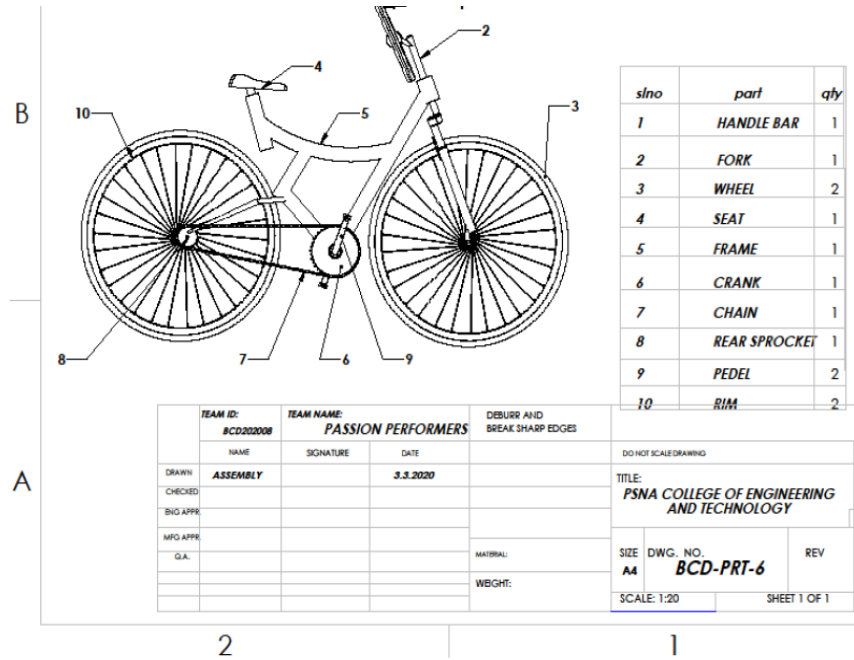 2
4
B
10
5
3
8
7
6
9
slno part qty
1 HANDLE BAR 1
2 FORK 1
3 WHEEL 2
4 SEAT 1
5 FRAME 1
6 CRANK 1
7 CHAIN 1
8 REAR SPROCKET 1
9 PEDEL 2
10 RIM 2
A
TEAM ID:
BCD202008
TEAM NAME:
PASSION PERFORMERS
DEBURR AND
BREAK SHARP EDGES
NAME SIGNATURE DATE
DO NOT SCALE DRAWING
DRAWN ASSEMBLY 3.3.2020
CHECKED
ENG APPR.
MFG APPR.
Q.A.
MATERIAL:
WEIGHT:
TITLE:
PSNA COLLEGE OF ENGINEERING
AND TECHNOLOGY
SIZE DWG. NO. REV
A4 BCD-PRT-6
SCALE: 1:20 SHEET 1 OF 1
2 1